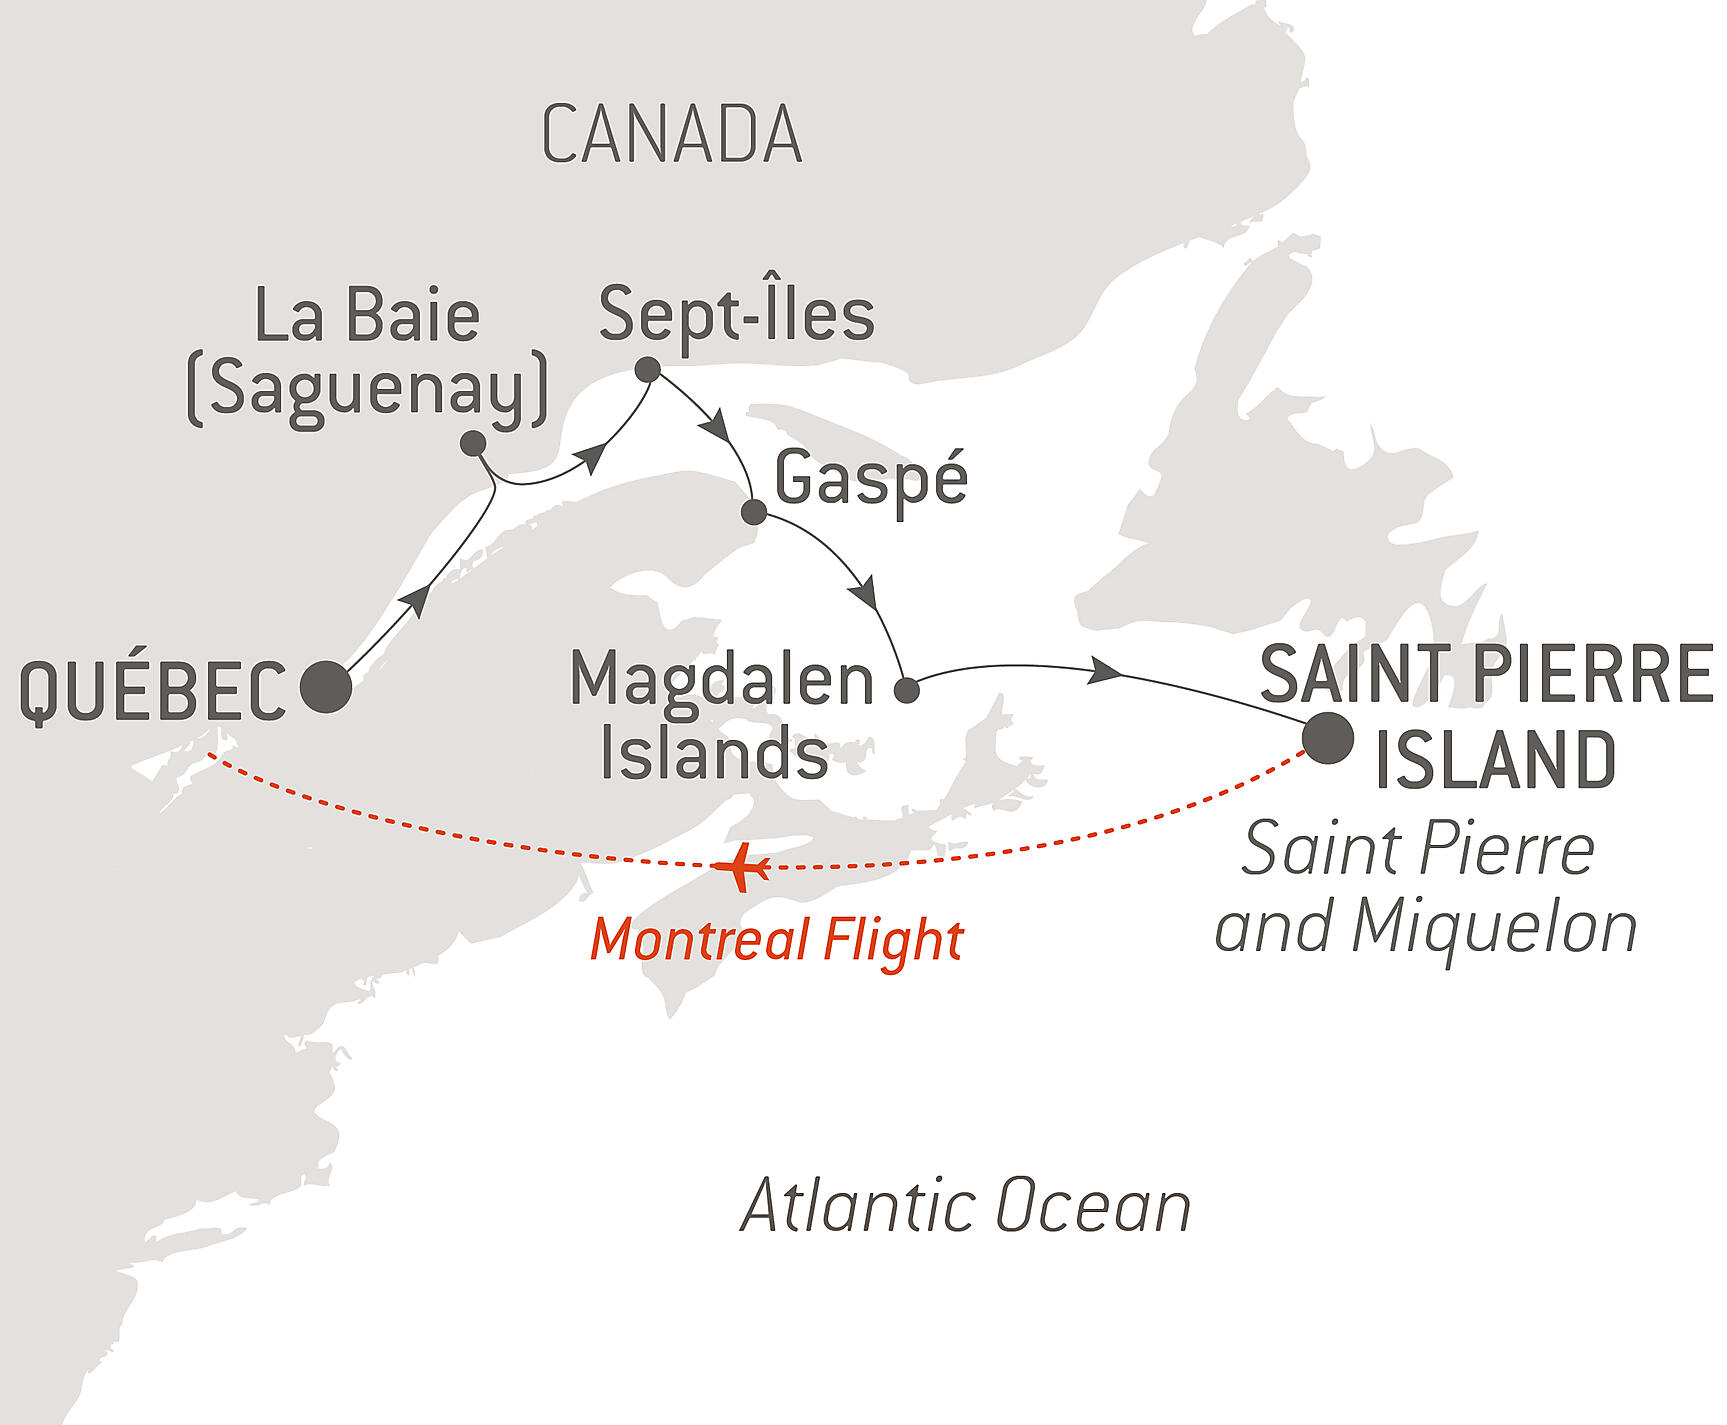 CANADA
La Baie
(Saguenay)
Sept-Îles
Gaspé
QUÉBEC
Magdalen
Islands
SAINT PIERRE
ISLAND
Saint Pierre
and Miquelon
Montreal Flight
Atlantic Ocean